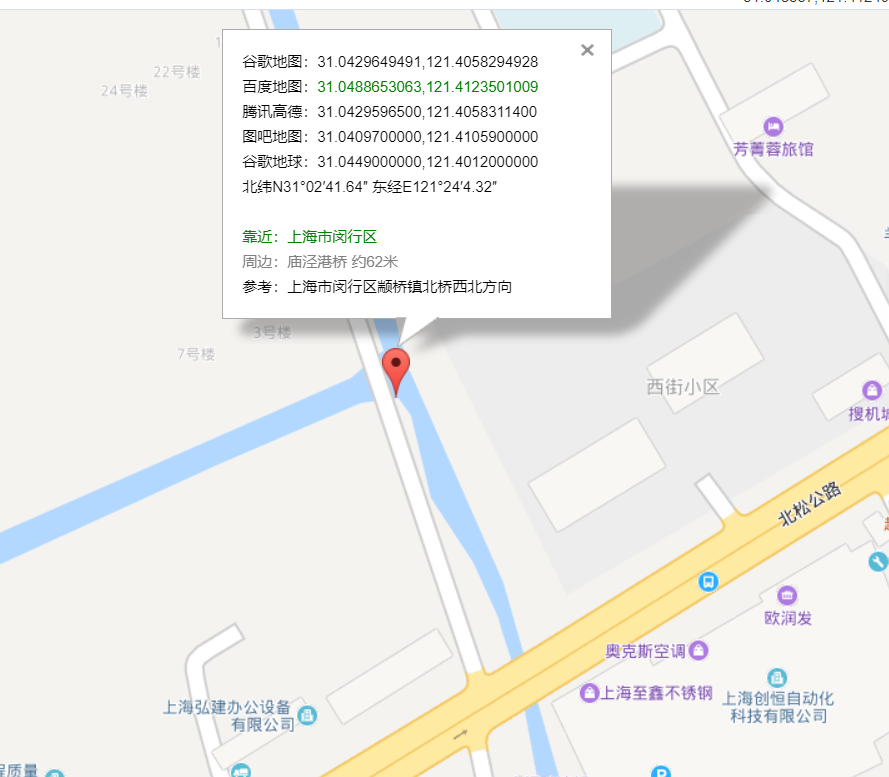 22号楼
24号楼
谷歌地图：31.0429649491,121.4058294928
百度地图：31.0488653063,121.4123501009
腾讯高德：31.0429596500,121.4058311400
图吧地图：31.0409700000,121.4105900000
谷歌地球：31.0449000000,121.4012000000
北纬N31°02′41.64″ 东经E121°24′4.32″
靠近：上海市闵行区
周边：庙泾港桥 约62米
参考：上海市闵行区颛桥镇北桥西北方向
芳菁蓉旅馆
3号楼
7号楼
西街小区
搜机城
北松公路
欧润发
奥克斯空调
上海至鑫不锈钢
上海创恒自动化
科技有限公司
上海弘建办公设备
有限公司
程质量